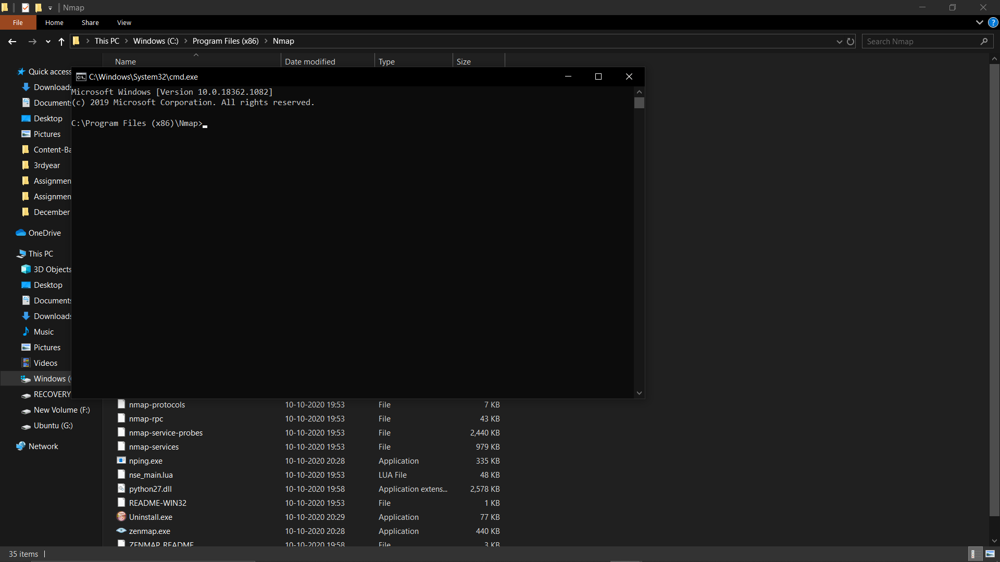 Nmap
File Home Share View
?
This PC > Windows (C:) > Program Files (x86) > Nmap
Search Nmap
Name Date modified Type Size
C:\Windows\System32\cmd.exe
Microsoft Windows [Version 10.0.18362.1082]
(c) 2019 Microsoft Corporation. All rights reserved.
C:\Program Files (x86)\Nmap>
Quick access
Downloads
Documents
Desktop
Pictures
Content-Ba
3rdyear
Assignmen
Assignmen
December
OneDrive
This PC
3D Objects
Desktop
Documents
Downloads
Music
Pictures
Videos
Windows (
RECOVERY
New Volume (F:)
Ubuntu (G:)
Network
nmap-protocols 10-10-2020 19:53 File 7 KB
nmap-rpc 10-10-2020 19:53 File 43 KB
nmap-service-probes 10-10-2020 19:53 File 2,440 KB
nmap-services 10-10-2020 19:53 File 979 KB
nping.exe 10-10-2020 20:28 Application 335 KB
nse_main.lua 10-10-2020 19:53 LUA File 48 KB
python27.dll 10-10-2020 19:58 Application extens... 2,578 KB
README-WIN32 10-10-2020 19:53 File 1 KB
Uninstall.exe 10-10-2020 20:29 Application 77 KB
zenmap.exe 10-10-2020 20:28 Application 440 KB
ZENMAP_README 10-10-2020 19:58 File 3 KB
35 items